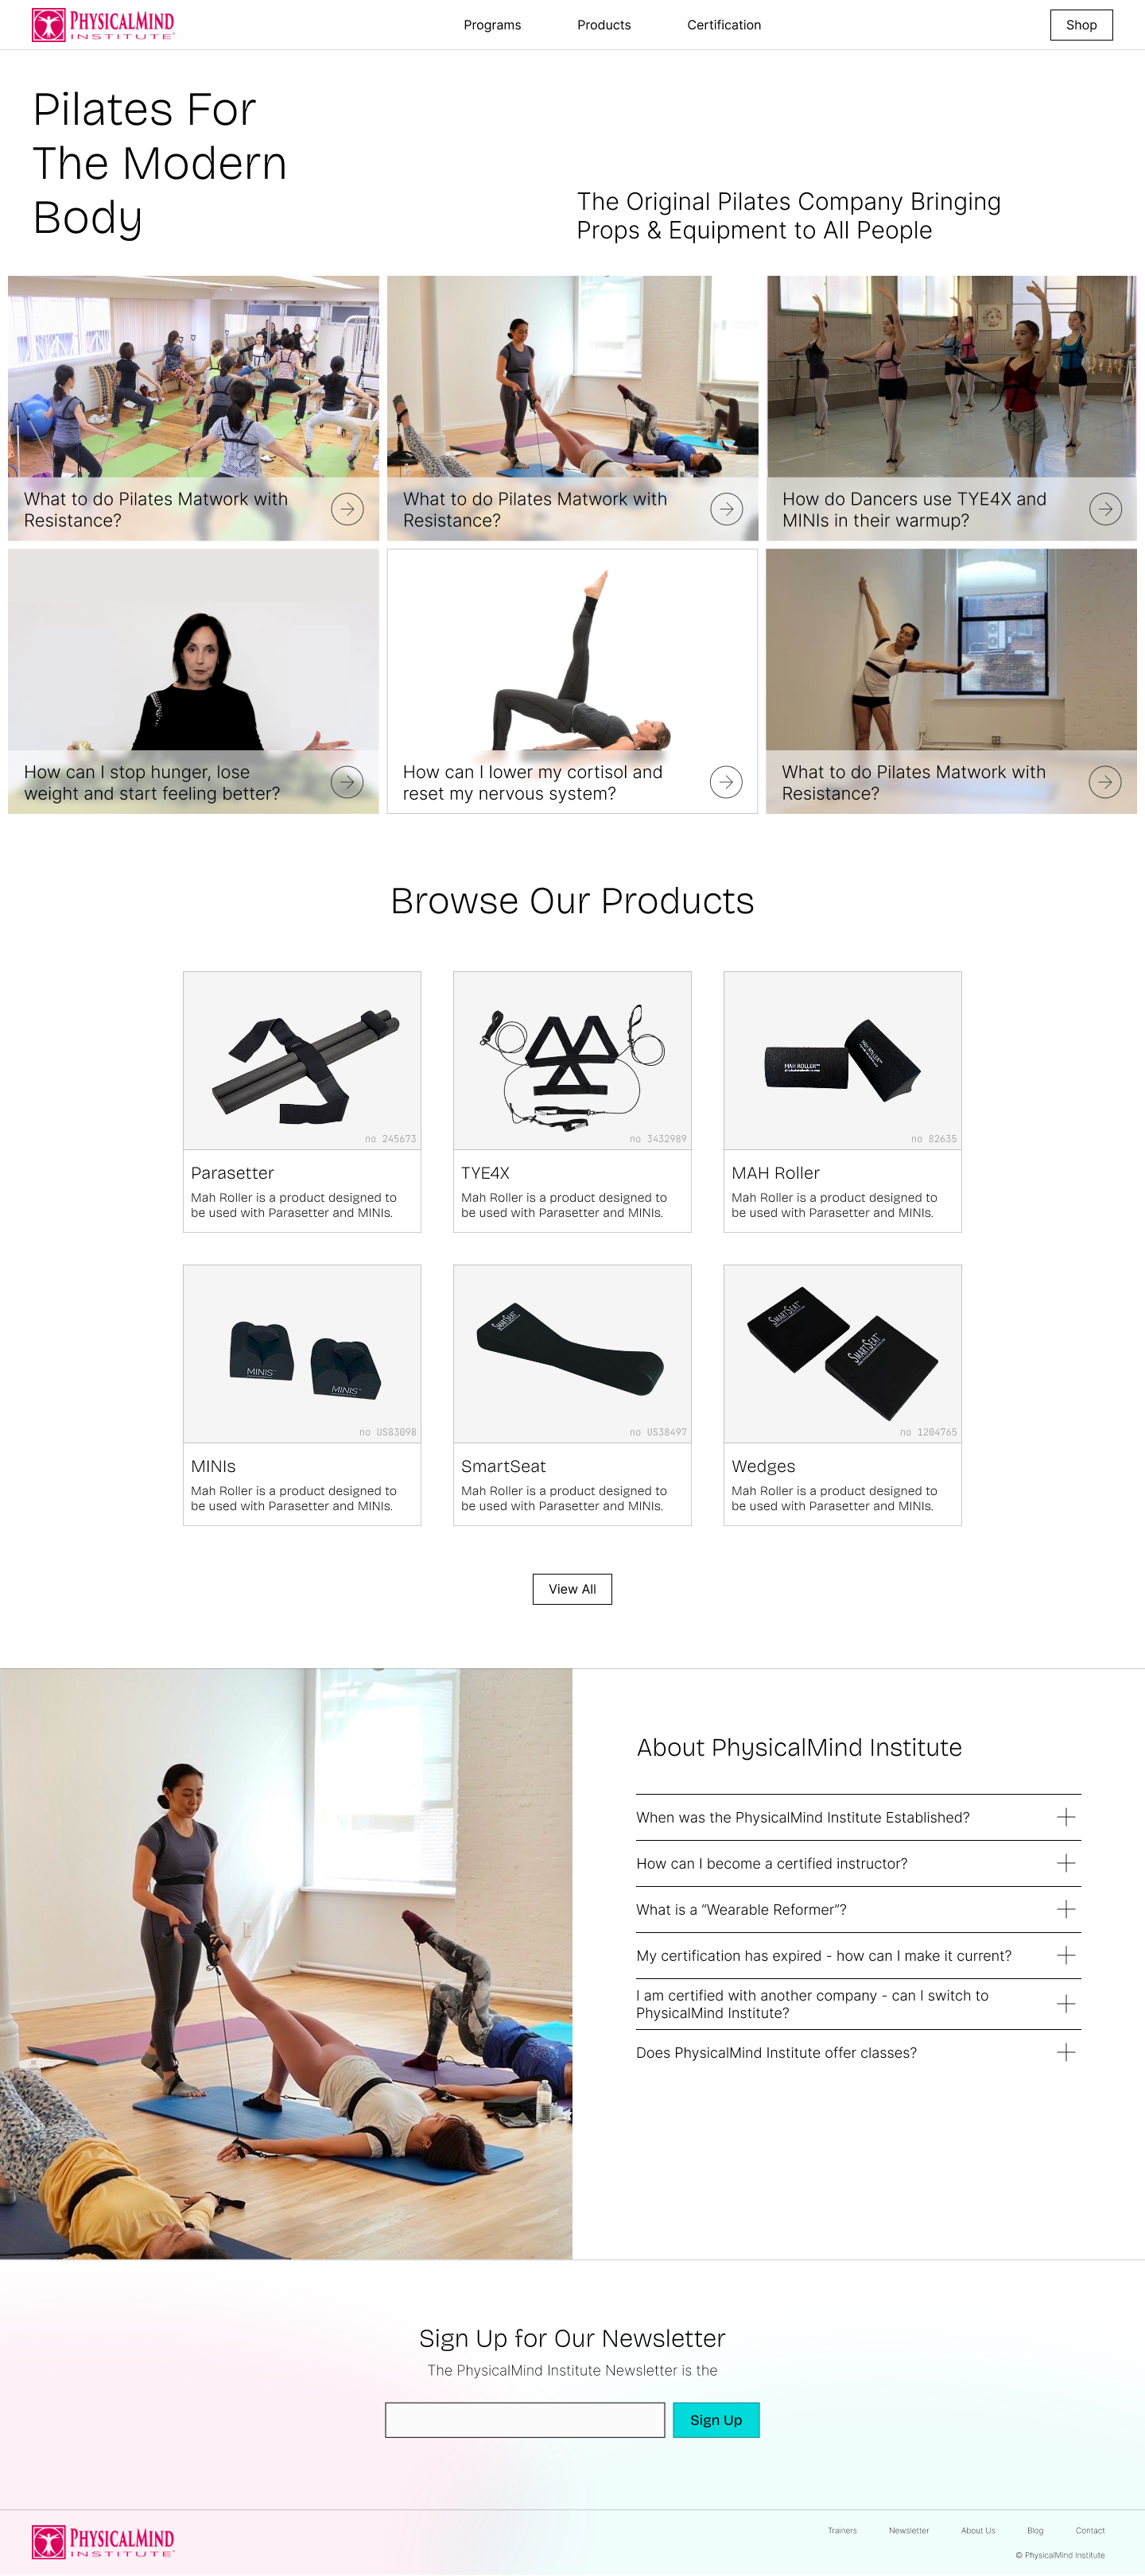 PHYSICALMIND
INSTITUTE
Programs
Products
Certification
Shop
Pilates For
The Modern
Body
The Original Pilates Company Bringing
Props & Equipment to All People
What to do Pilates Matwork with
Resistance?
What to do Pilates Matwork with
Resistance?
How do Dancers use TYE4X and
MINIs in their warmup?
How can I stop hunger, lose
weight and start feeling better?
How can I lower my cortisol and
reset my nervous system?
What to do Pilates Matwork with
Resistance?
Browse Our Products
no 245673
Parasetter
Mah Roller is a product designed to
be used with Parasetter and MINIs.
no 3432989
TYE4X
Mah Roller is a product designed to
be used with Parasetter and MINIs.
MAH ROLLER™
MAH ROLLER™
no 82635
MAH Roller
Mah Roller is a product designed to
be used with Parasetter and MINIs.
MINIS™
MINIS™
no US83098
MINIs
Mah Roller is a product designed to
be used with Parasetter and MINIs.
SMARTSEAT™
no US38497
SmartSeat
Mah Roller is a product designed to
be used with Parasetter and MINIs.
SMARTSEAT™
SMARTSEAT™
no 1204765
Wedges
Mah Roller is a product designed to
be used with Parasetter and MINIs.
View All
About PhysicalMind Institute
When was the PhysicalMind Institute Established?
How can I become a certified instructor?
What is a “Wearable Reformer”?
My certification has expired - how can I make it current?
I am certified with another company - can I switch to
PhysicalMind Institute?
Does PhysicalMind Institute offer classes?
Sign Up for Our Newsletter
The PhysicalMind Institute Newsletter is the
Sign Up
PHYSICALMIND
INSTITUTE
Trainers
Newsletter
About Us
Blog
Contact
© PhysicalMind Institute